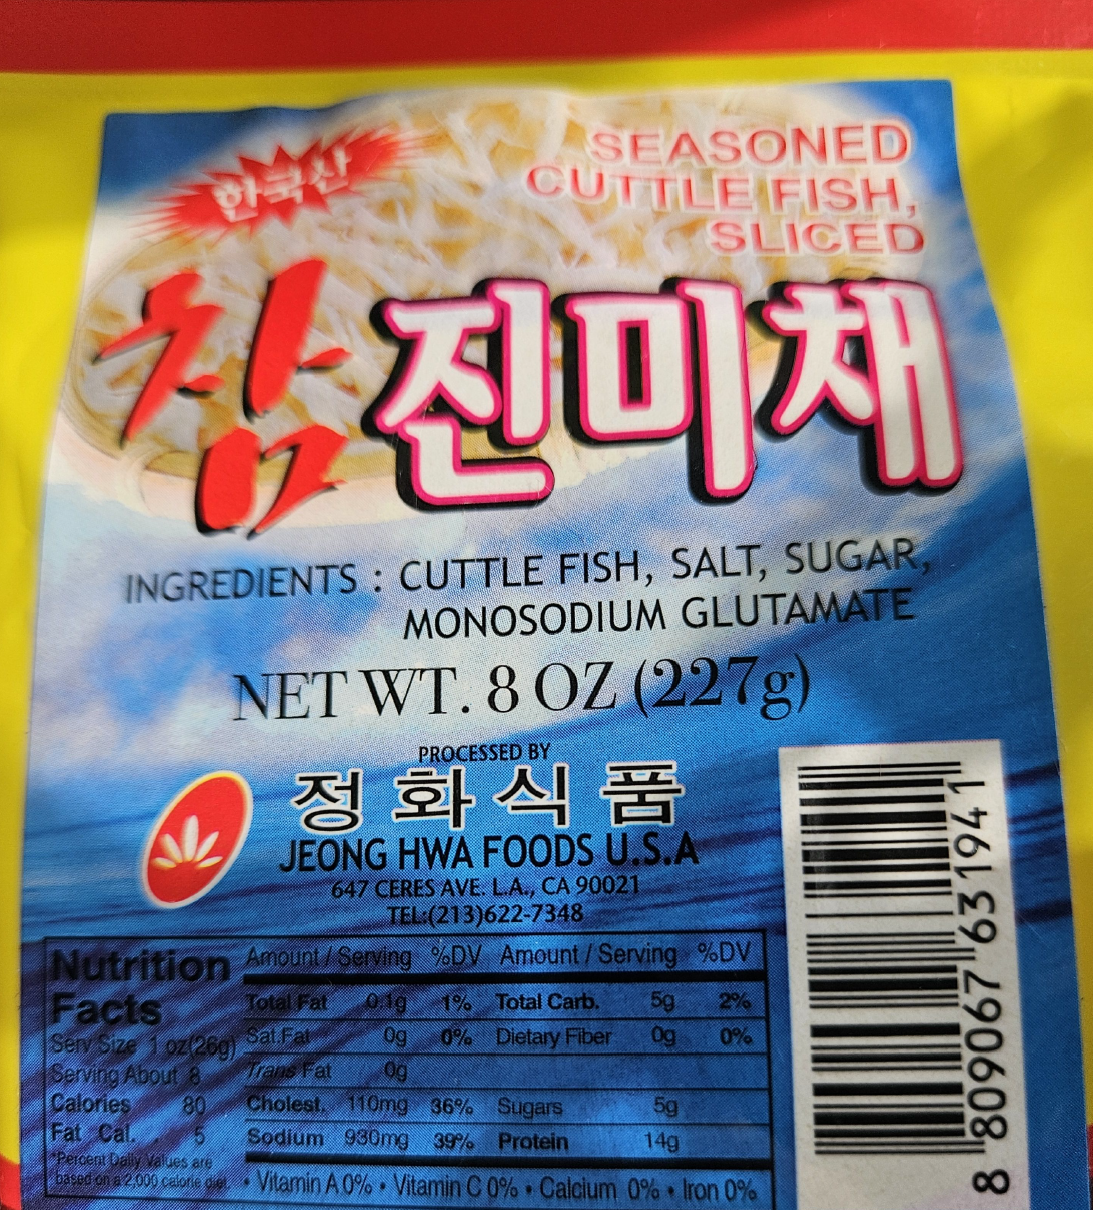 한국산
SEASONED
CUTTLE FISH,
SLICED
참 진미채
INGREDIENTS : CUTTLE FISH, SALT, SUGAR,
MONOSODIUM GLUTAMATE
NET WT. 8 OZ (227g)
PROCESSED BY
정화식품
JEONG HWA FOODS U.S.A
647 CERES AVE. L.A., CA 90021
TEL:(213)622-7348
Nutrition
Facts
Serv Size 1 oz(26g)
Serving About 8
Calories 80
Fat Cal. 5
*Percent Daily Values are
based on a 2,000 calorie diet.
Amount / Serving %DV Amount / Serving %DV
Total Fat 0.1g 1% Total Carb. 5g 2%
Sat.Fat 0g 0% Dietary Fiber 0g 0%
Trans Fat 0g
Cholest. 110mg 36% Sugars 5g
Sodium 930mg 39% Protein 14g
• Vitamin A 0% • Vitamin C 0% • Calcium 0% • Iron 0%
8 809067 631941